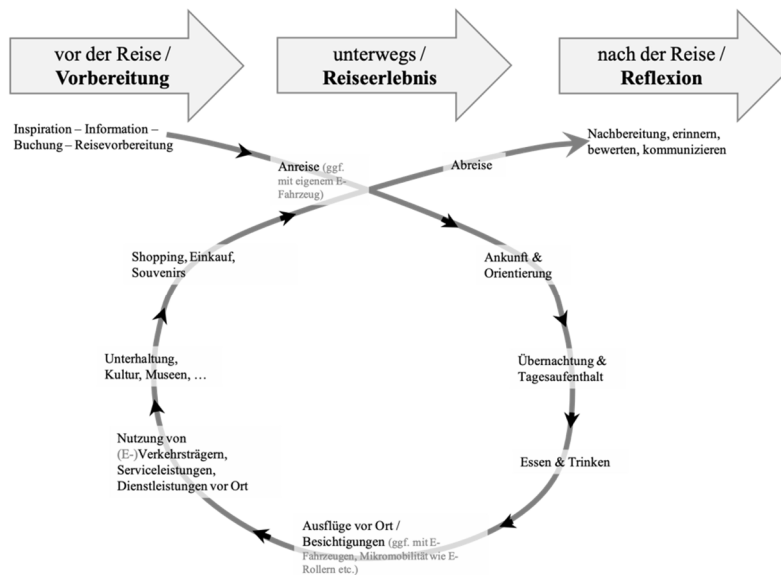 vor der Reise /
Vorbereitung
unterwegs /
Reiseerlebnis
nach der Reise /
Reflexion
Inspiration – Information –
Buchung – Reisevorbereitung
Anreise (ggf.
mit eigenem E-
Fahrzeug)
Abreise
Nachbereitung, erinnern,
bewerten, kommunizieren
Ankunft &
Orientierung
Übernachtung &
Tagesaufenthalt
Essen & Trinken
Ausflüge vor Ort /
Besichtigungen (ggf. mit E-
Fahrzeugen, Mikromobilität wie E-
Rollern etc.)
Nutzung von
(E-)Verkehrsträgern,
Serviceleistungen,
Dienstleistungen vor Ort
Unterhaltung,
Kultur, Museen, …
Shopping, Einkauf,
Souvenirs